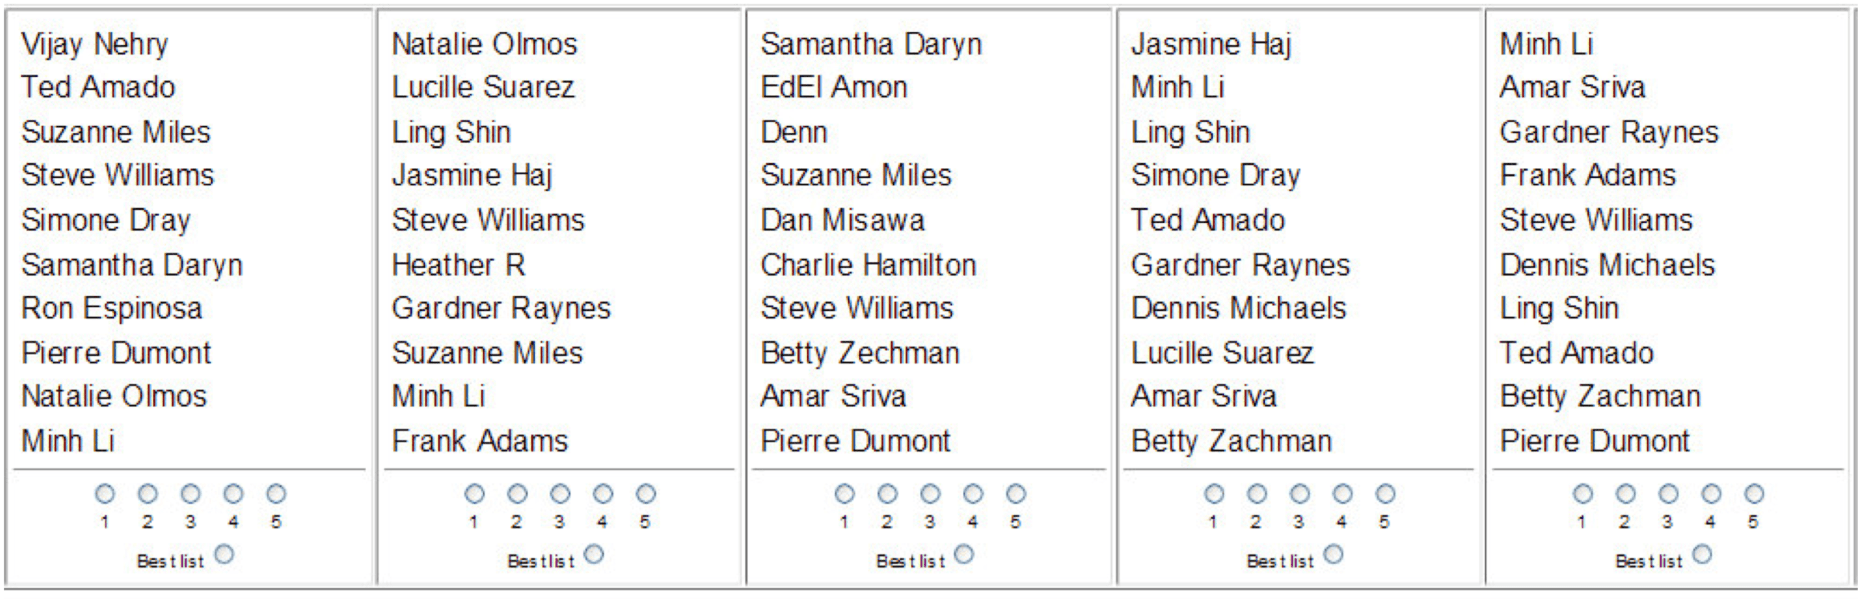 Vijay Nehry
Ted Amado
Suzanne Miles
Steve Williams
Simone Dray
Samantha Daryn
Ron Espinosa
Pierre Dumont
Natalie Olmos
Minh Li
1 2 3 4 5
Best list
Natalie Olmos
Lucille Suarez
Ling Shin
Jasmine Haj
Steve Williams
Heather R
Gardner Raynes
Suzanne Miles
Minh Li
Frank Adams
1 2 3 4 5
Best list
Samantha Daryn
EdEl Amon
Denn
Suzanne Miles
Dan Misawa
Charlie Hamilton
Steve Williams
Betty Zechman
Amar Sriva
Pierre Dumont
1 2 3 4 5
Best list
Jasmine Haj
Minh Li
Ling Shin
Simone Dray
Ted Amado
Gardner Raynes
Dennis Michaels
Lucille Suarez
Amar Sriva
Betty Zachman
1 2 3 4 5
Best list
Minh Li
Amar Sriva
Gardner Raynes
Frank Adams
Steve Williams
Dennis Michaels
Ling Shin
Ted Amado
Betty Zachman
Pierre Dumont
1 2 3 4 5
Best list